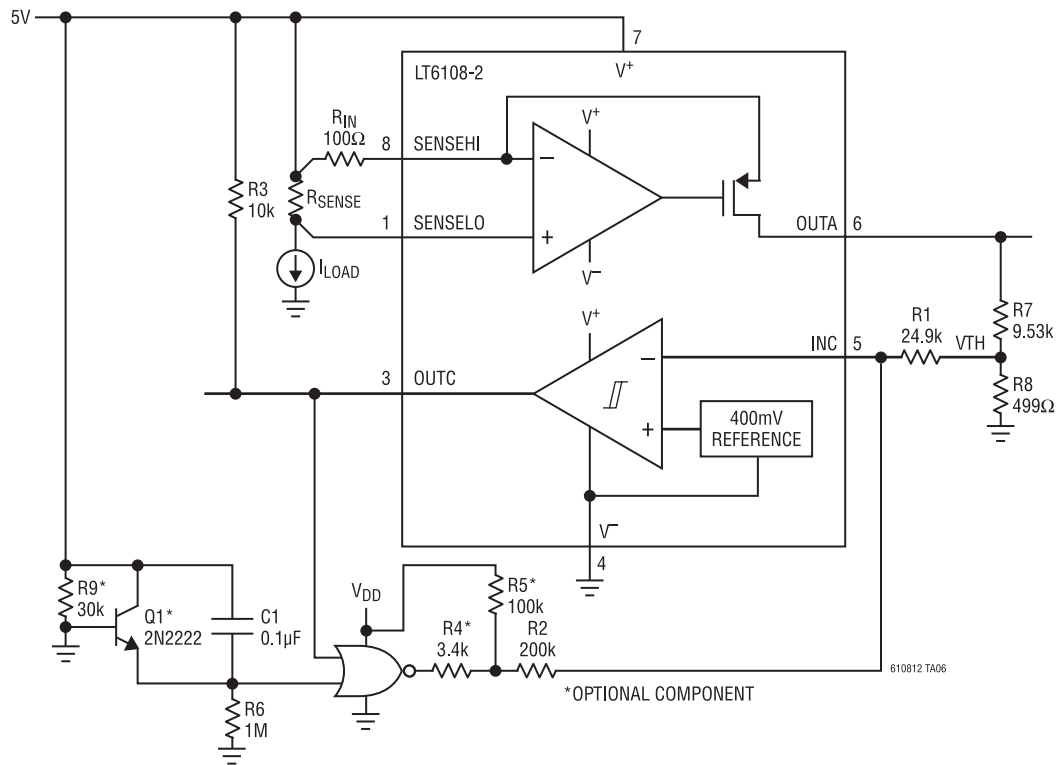 5V
7
V+
LT6108-2
RIN
100Ω
8
SENSEHI
V+
−
R3
10k
RSENSE
1
SENSELO
+
OUTA
6
V−
ILOAD
V+
R1
24.9k
R7
9.53k
INC
5
VTH
−
3
OUTC
R8
499Ω
400mV
REFERENCE
+
V−
4
R9*
30k
Q1*
2N2222
C1
0.1µF
VDD
R5*
100k
R4*
3.4k
R2
200k
610812 TA06
*OPTIONAL COMPONENT
R6
1M